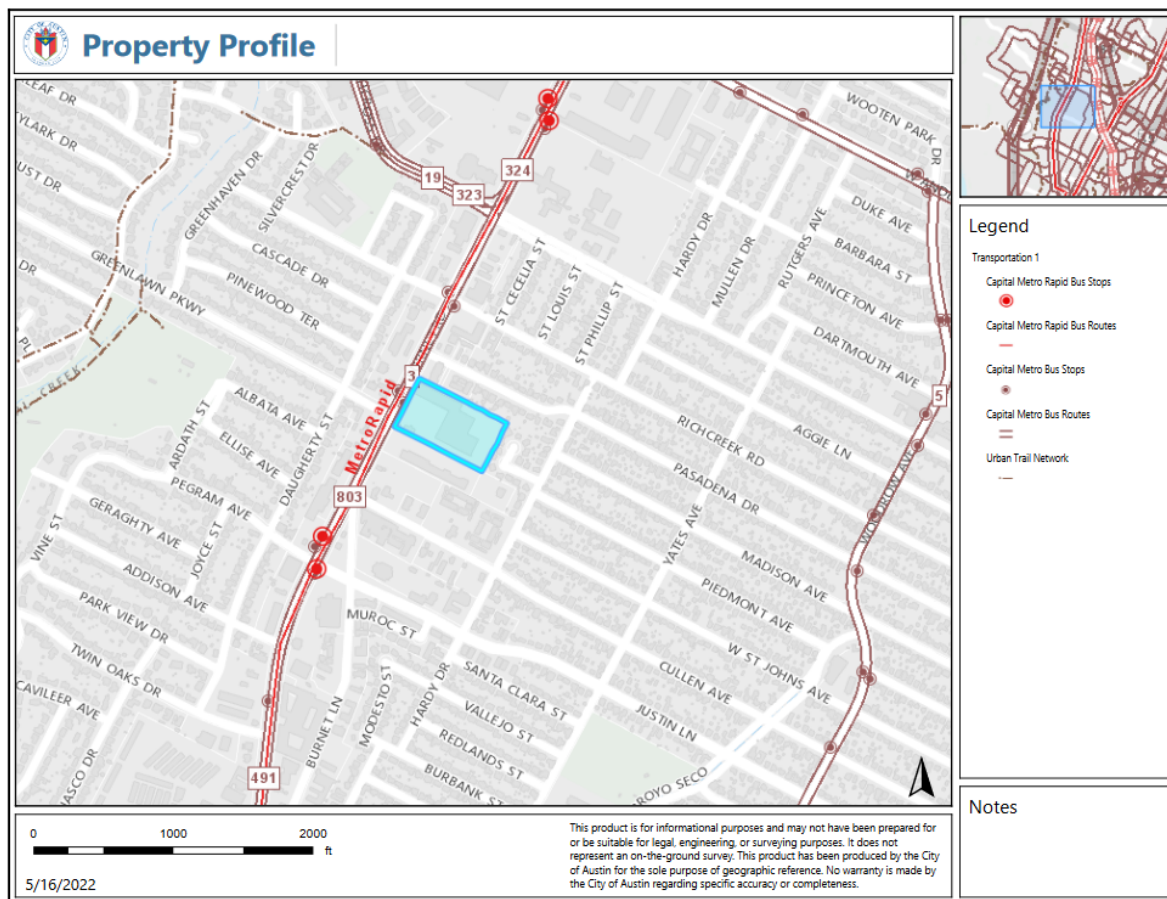 CITY OF AUSTIN
Property Profile
LEAF DR
YLARK DR
UST DR
DR
GREENLAWN PKWY
PL
CREEK
GREENHAVEN DR
SILVERCREST DR
CASCADE DR
PINEWOOD TER
19
323
324
ST CECELIA ST
ST LOUIS ST
ST PHILLIP ST
HARDY DR
MULLEN DR
RUTGERS AVE
WOOTEN PARK DR
DUKE AVE
BARBARA ST
PRINCETON AVE
DARTMOUTH AVE
5
3
MetroRapid
803
ALBATA AVE
ELLISE AVE
ARDATH ST
DAUGHERTY ST
PEGRAM AVE
GERAGHTY AVE
JOYCE ST
VINE ST
ADDISON AVE
PARK VIEW DR
TWIN OAKS DR
CAVILEER AVE
NASCO DR
491
BURNET LN
MODESTO ST
HARDY DR
MUROC ST
SANTA CLARA ST
VALLEJO ST
REDLANDS ST
BURBANK ST
RICHCREEK RD
AGGIE LN
PASADENA DR
YATES AVE
MADISON AVE
PIEDMONT AVE
W ST JOHNS AVE
CULLEN AVE
JUSTIN LN
WOODROW AVE
ARROYO SECO
Legend
Transportation 1
Capital Metro Rapid Bus Stops
Capital Metro Rapid Bus Routes
Capital Metro Bus Stops
Capital Metro Bus Routes
Urban Trail Network
Notes
0 1000 2000
ft
5/16/2022
This product is for informational purposes and may not have been prepared for
or be suitable for legal, engineering, or surveying purposes. It does not
represent an on-the-ground survey. This product has been produced by the City
of Austin for the sole purpose of geographic reference. No warranty is made by
the City of Austin regarding specific accuracy or completeness.